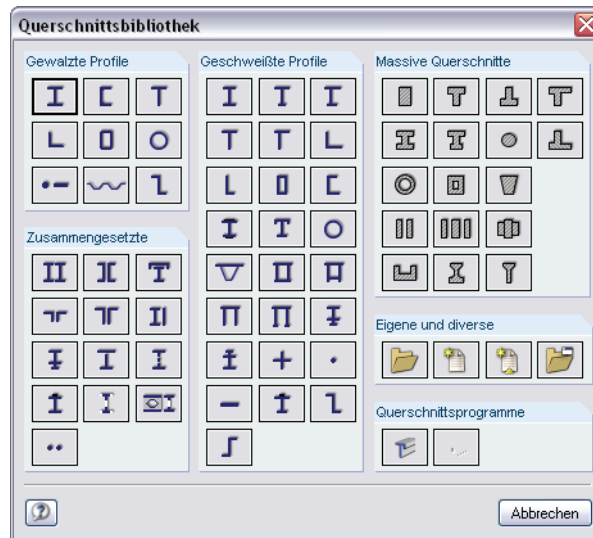 Querschnittsbibliothek
Gewalzte Profile
Geschweißte Profile
Massive Querschnitte
Zusammengesetzte
Eigene und diverse
Querschnittsprogramme
Abbrechen